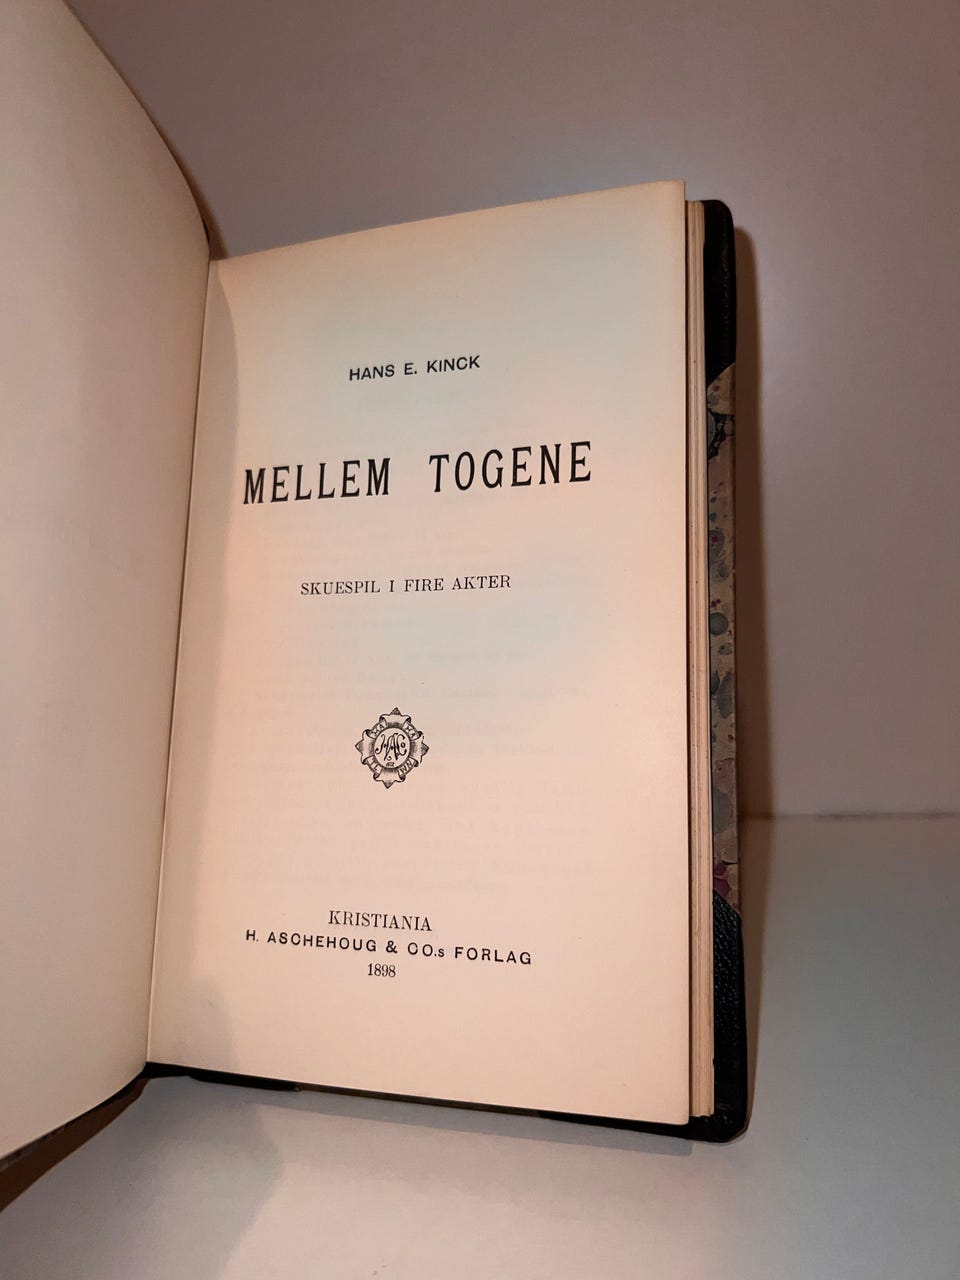 HANS E. KINCK
MELLEM TOGENE
SKUESPIL I FIRE AKTER
KRISTIANIA
H. ASCHEHOUG & CO.s FORLAG
1898